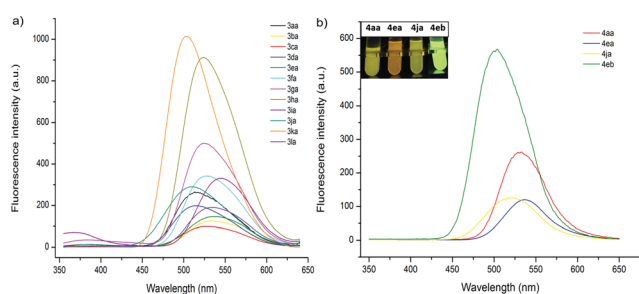 a)
Fluorescence intensity (a.u.)
1000
800
600
400
200
0
350 400 450 500 550 600 650
Wavelength (nm)
3aa
3ba
3ca
3da
3ea
3fa
3ga
3ha
3ia
3ja
3ka
3la
b)
Fluorescence intensity (a.u.)
600
500
400
300
200
100
0
350 400 450 500 550 600 650
Wavelength (nm)
4aa 4ea 4ja 4eb
4aa
4ea
4ja
4eb